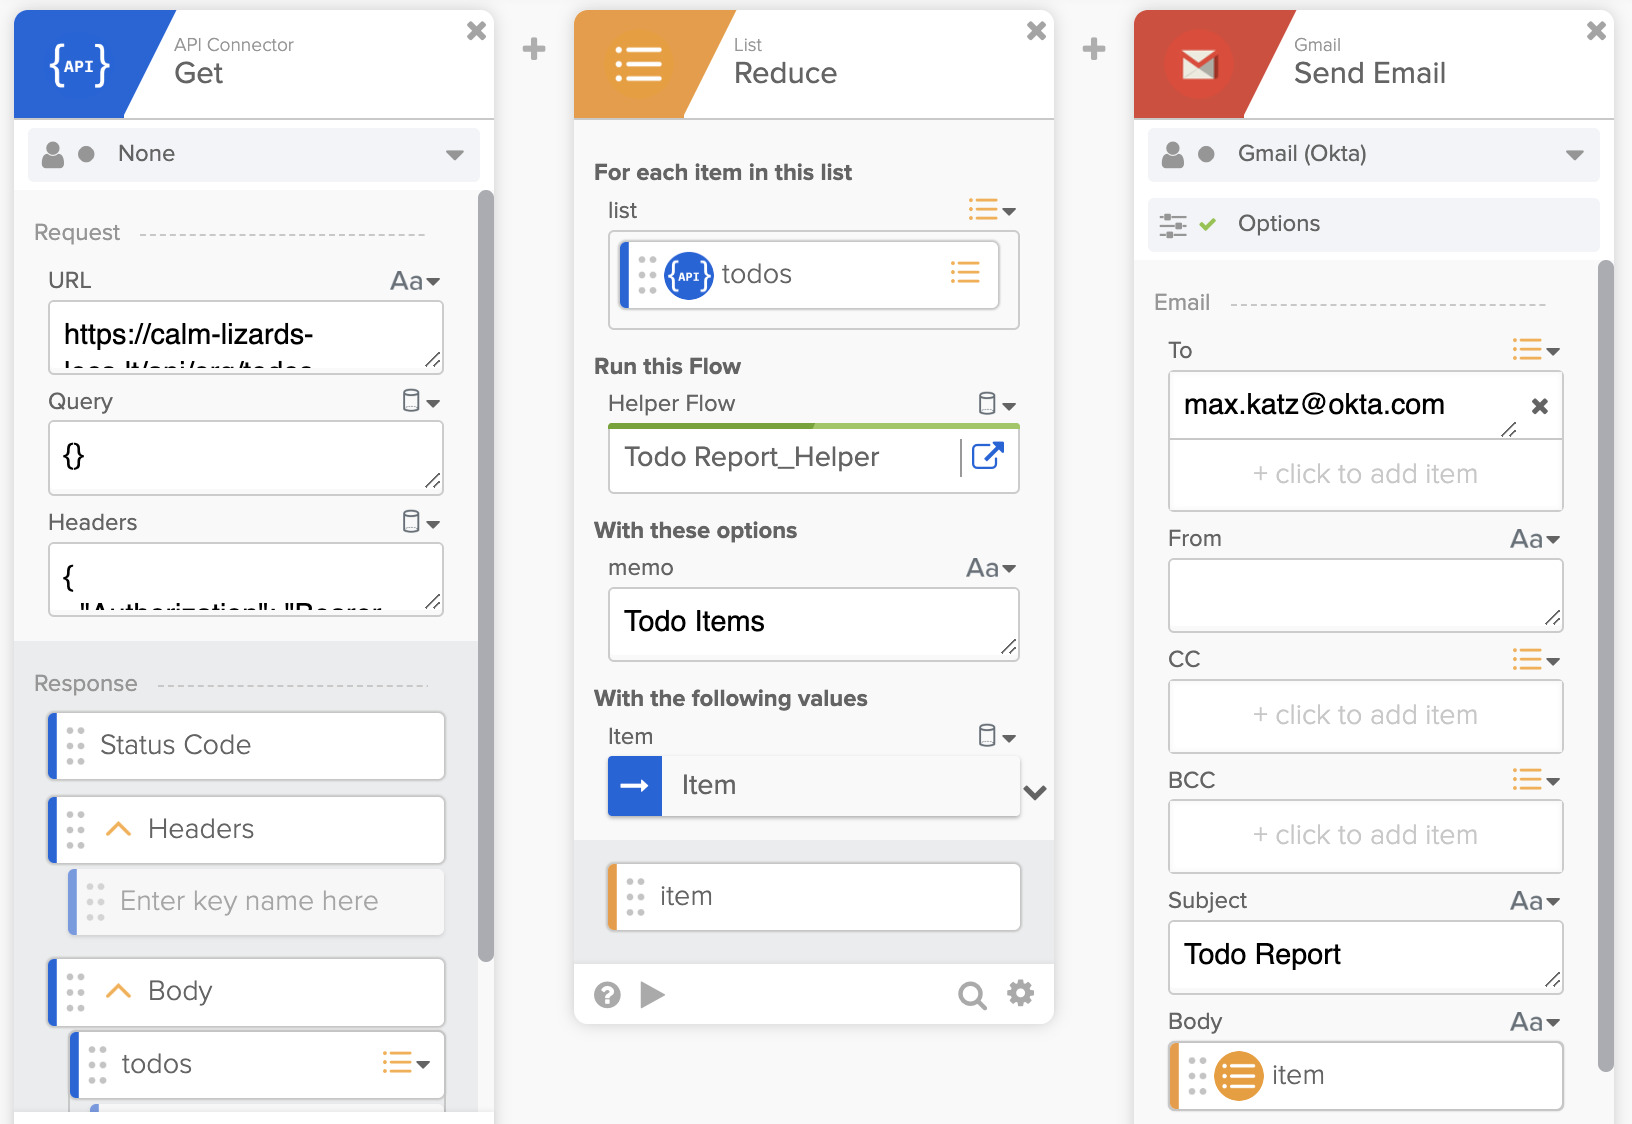 {API}
API Connector
Get
None
Request
URL
Aa
https://calm-lizards-
Query
{}
Headers
{
"Authorization": "Bearer
Response
Status Code
Headers
Enter key name here
Body
todos
List
Reduce
For each item in this list
list
{API}
todos
Run this Flow
Helper Flow
Todo Report_Helper
With these options
memo
Aa
Todo Items
With the following values
Item
Item
item
?
Gmail
Send Email
Gmail (Okta)
Options
Email
To
max.katz@okta.com
+ click to add item
From
Aa
CC
+ click to add item
BCC
+ click to add item
Subject
Aa
Todo Report
Body
Aa
item